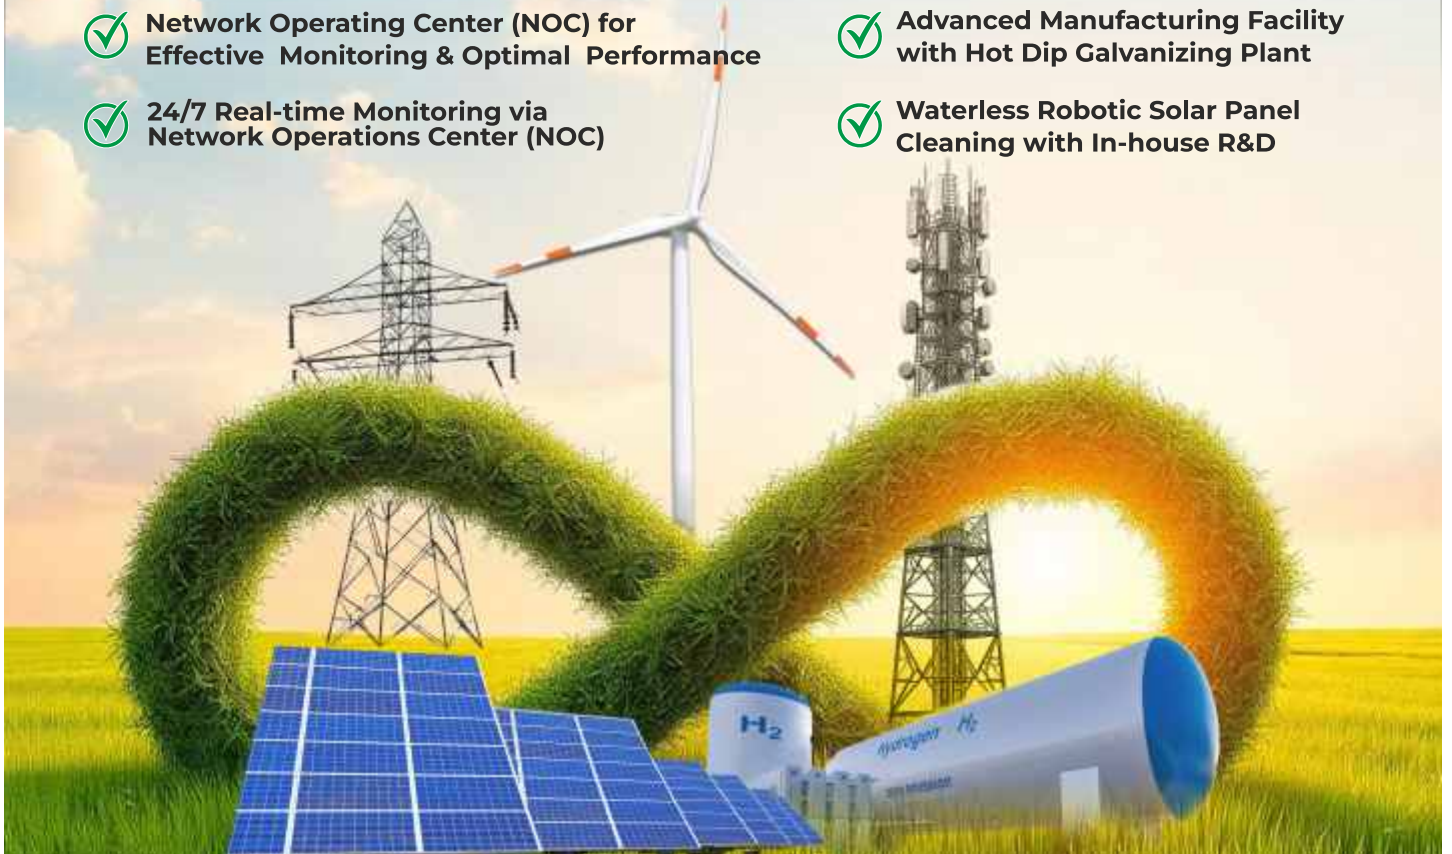 Network Operating Center (NOC) for
Effective Monitoring & Optimal Performance
24/7 Real-time Monitoring via
Network Operations Center (NOC)
Advanced Manufacturing Facility
with Hot Dip Galvanizing Plant
Waterless Robotic Solar Panel
Cleaning with In-house R&D
H₂
Hydrogen H₂